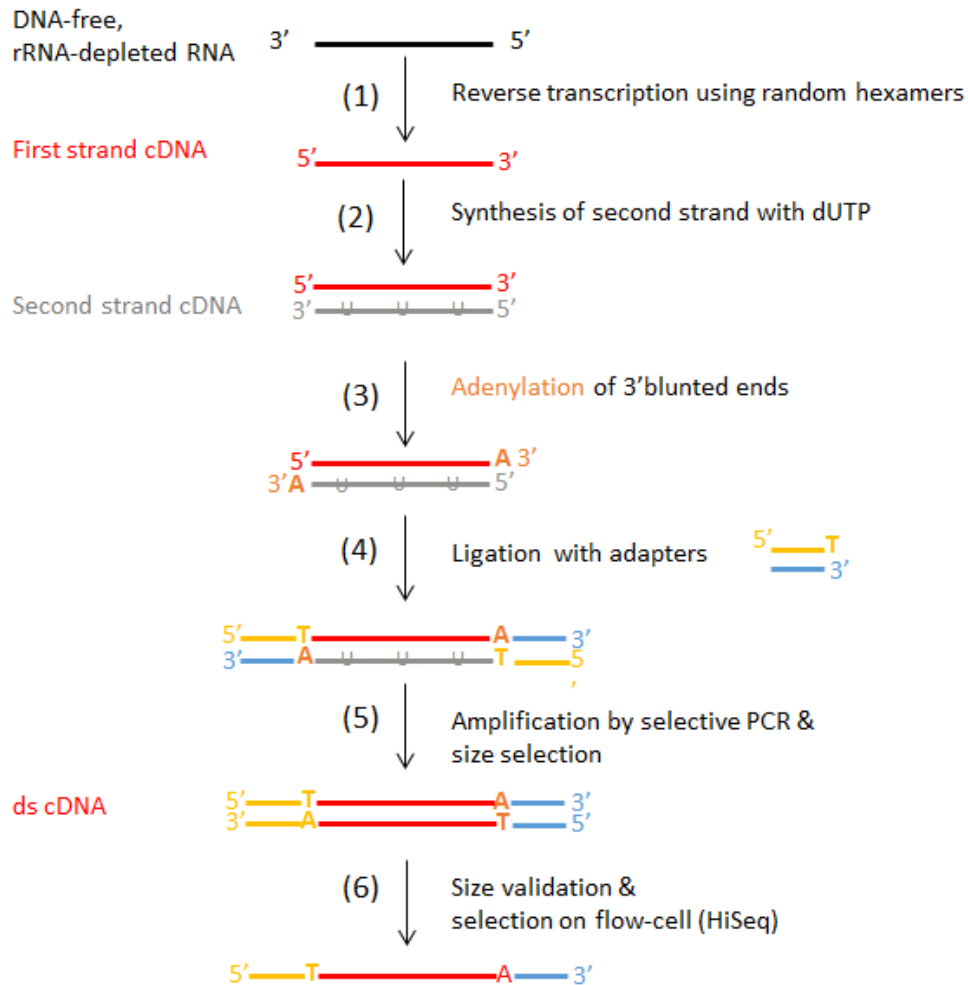 DNA-free,
rRNA-depleted RNA
3’ 5’
(1) Reverse transcription using random hexamers
First strand cDNA
5’ 3’
(2) Synthesis of second strand with dUTP
5’ 3’
Second strand cDNA
3’ U U U 5’
(3) Adenylation of 3’blunted ends
5’ A 3’
3’ A U U U 5’
(4) Ligation with adapters
5’ T
3’
5’ T A 3’
3’ A U U U T 5’
(5) Amplification by selective PCR &
size selection
ds cDNA
5’ T A 3’
3’ A T 5’
(6) Size validation &
selection on flow-cell (HiSeq)
5’ T A 3’